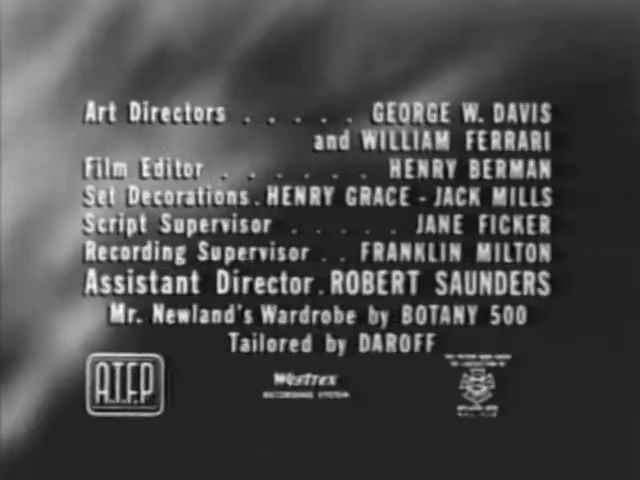 Art Directors . . . . . GEORGE W. DAVIS
and WILLIAM FERRARI
Film Editor . . . . . . HENRY BERMAN
Set Decorations . HENRY GRACE - JACK MILLS
Script Supervisor . . . . . JANE FICKER
Recording Supervisor . . FRANKLIN MILTON
Assistant Director . ROBERT SAUNDERS
Mr. Newland's Wardrobe by BOTANY 500
Tailored by DAROFF
A.T.F.P
Westrex
RECORDING SYSTEM